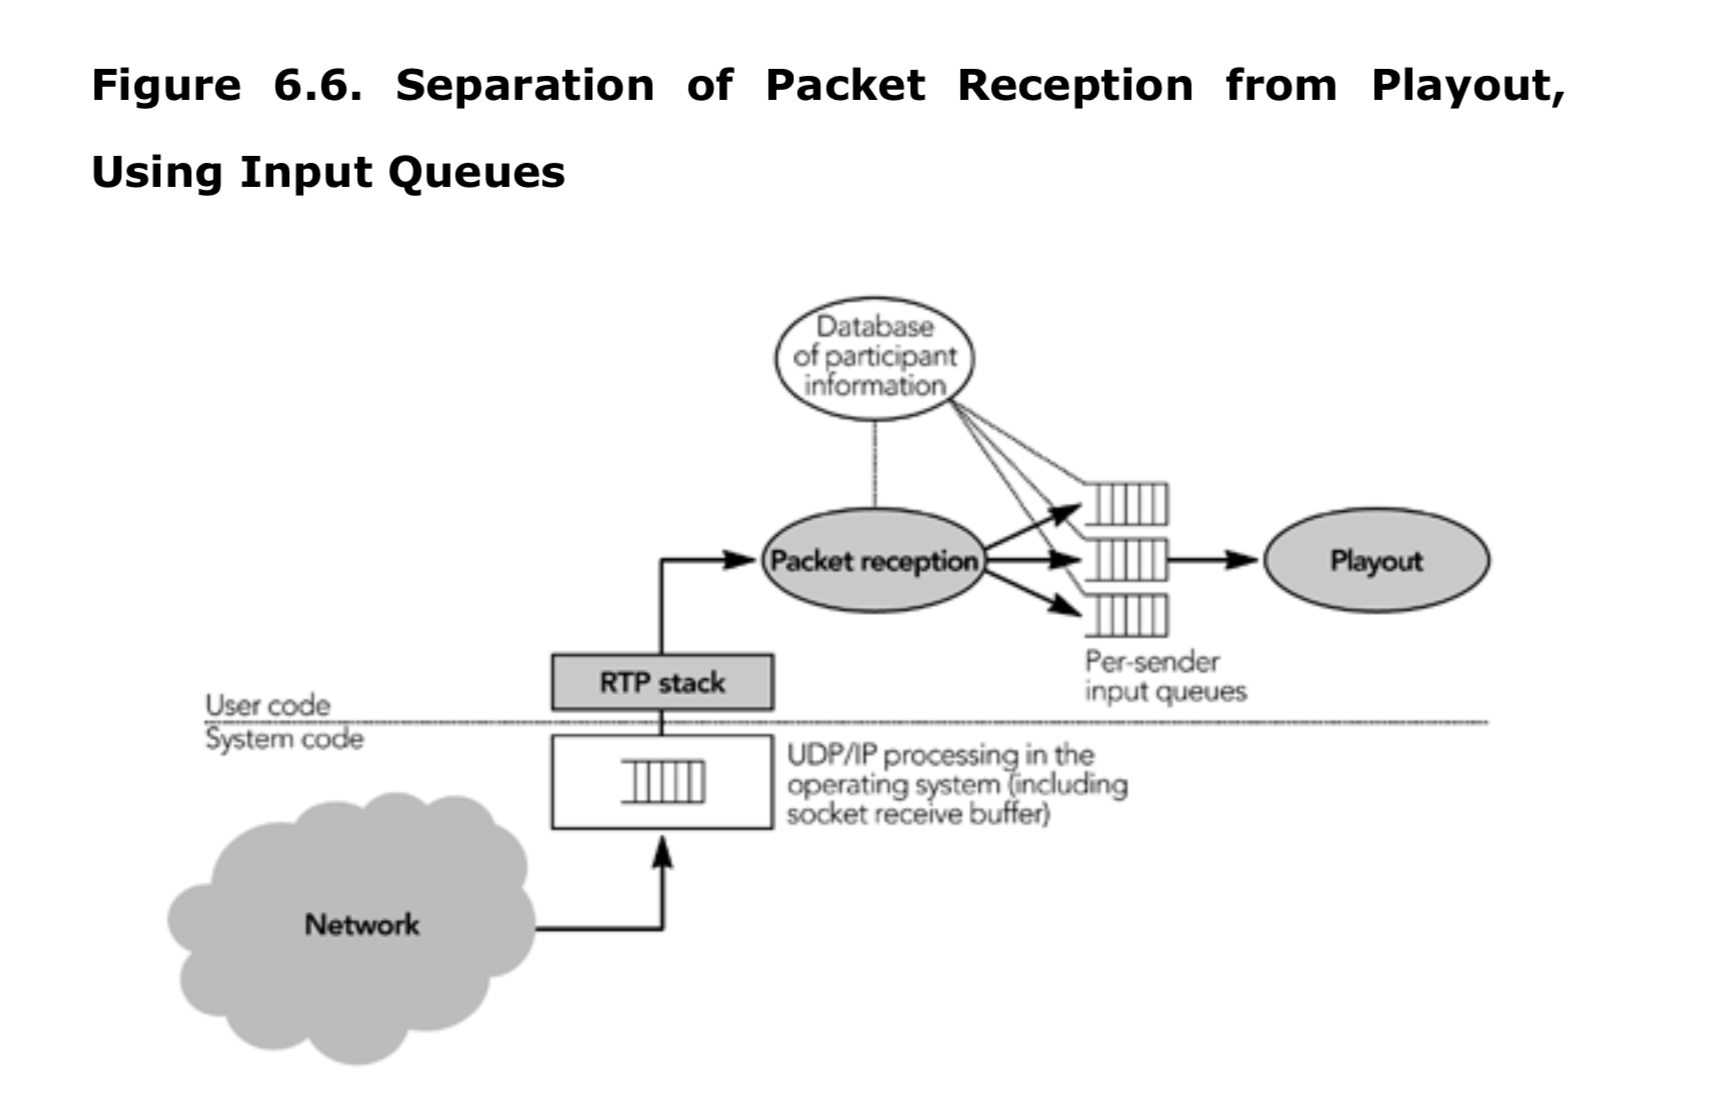 Figure 6.6. Separation of Packet Reception from Playout,
Using Input Queues
Database
of participant
information
Packet reception
Playout
Per-sender
input queues
RTP stack
User code
System code
UDP/IP processing in the
operating system (including
socket receive buffer)
Network